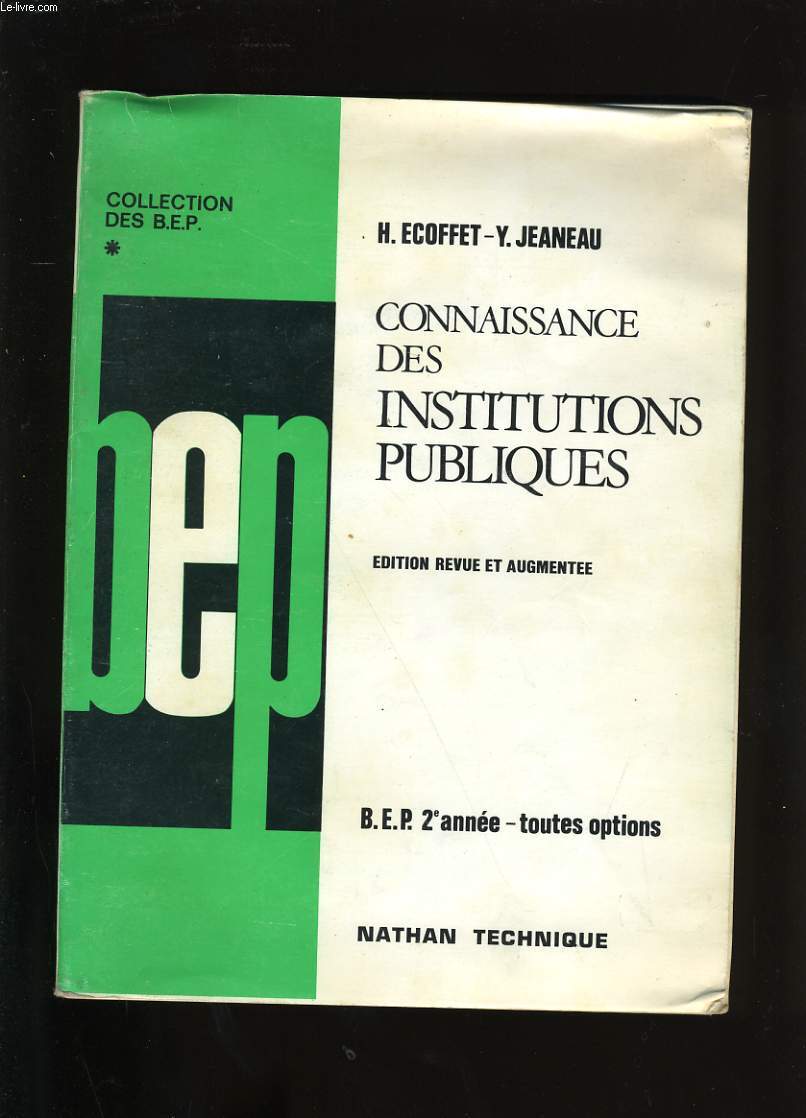 Le-livre.com
COLLECTION
DES B.E.P.
*
bep
H. ECOFFET - Y. JEANEAU
CONNAISSANCE
DES
INSTITUTIONS
PUBLIQUES
EDITION REVUE ET AUGMENTEE
B.E.P. 2e année - toutes options
NATHAN TECHNIQUE